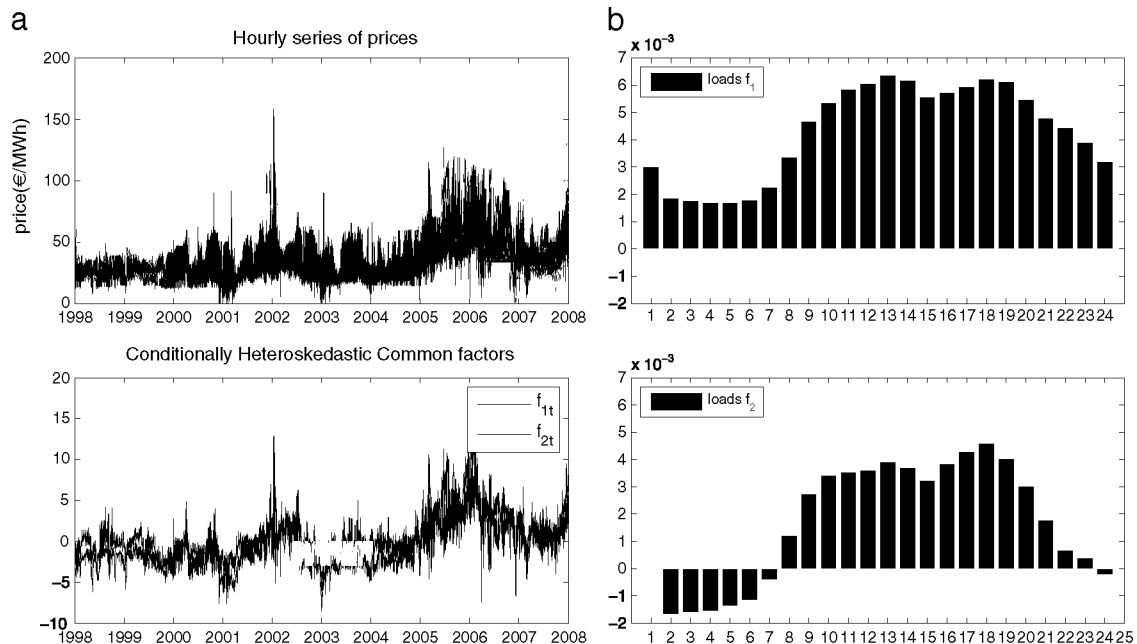 a
Hourly series of prices
price(€/MWh)
200
150
100
50
0
1998 1999 2000 2001 2002 2003 2004 2005 2006 2007 2008
Conditionally Heteroskedastic Common factors
20
15
10
5
0
−5
−10
f1t
f2t
1998 1999 2000 2001 2002 2003 2004 2005 2006 2007 2008
b
x 10−3
7
6
5
4
3
2
1
0
−1
−2
loads f1
1 2 3 4 5 6 7 8 9 10 11 12 13 14 15 16 17 18 19 20 21 22 23 24
x 10−3
7
6
5
4
3
2
1
0
−1
−2
loads f2
1 2 3 4 5 6 7 8 9 10 11 12 13 14 15 16 17 18 19 20 21 22 23 24 25